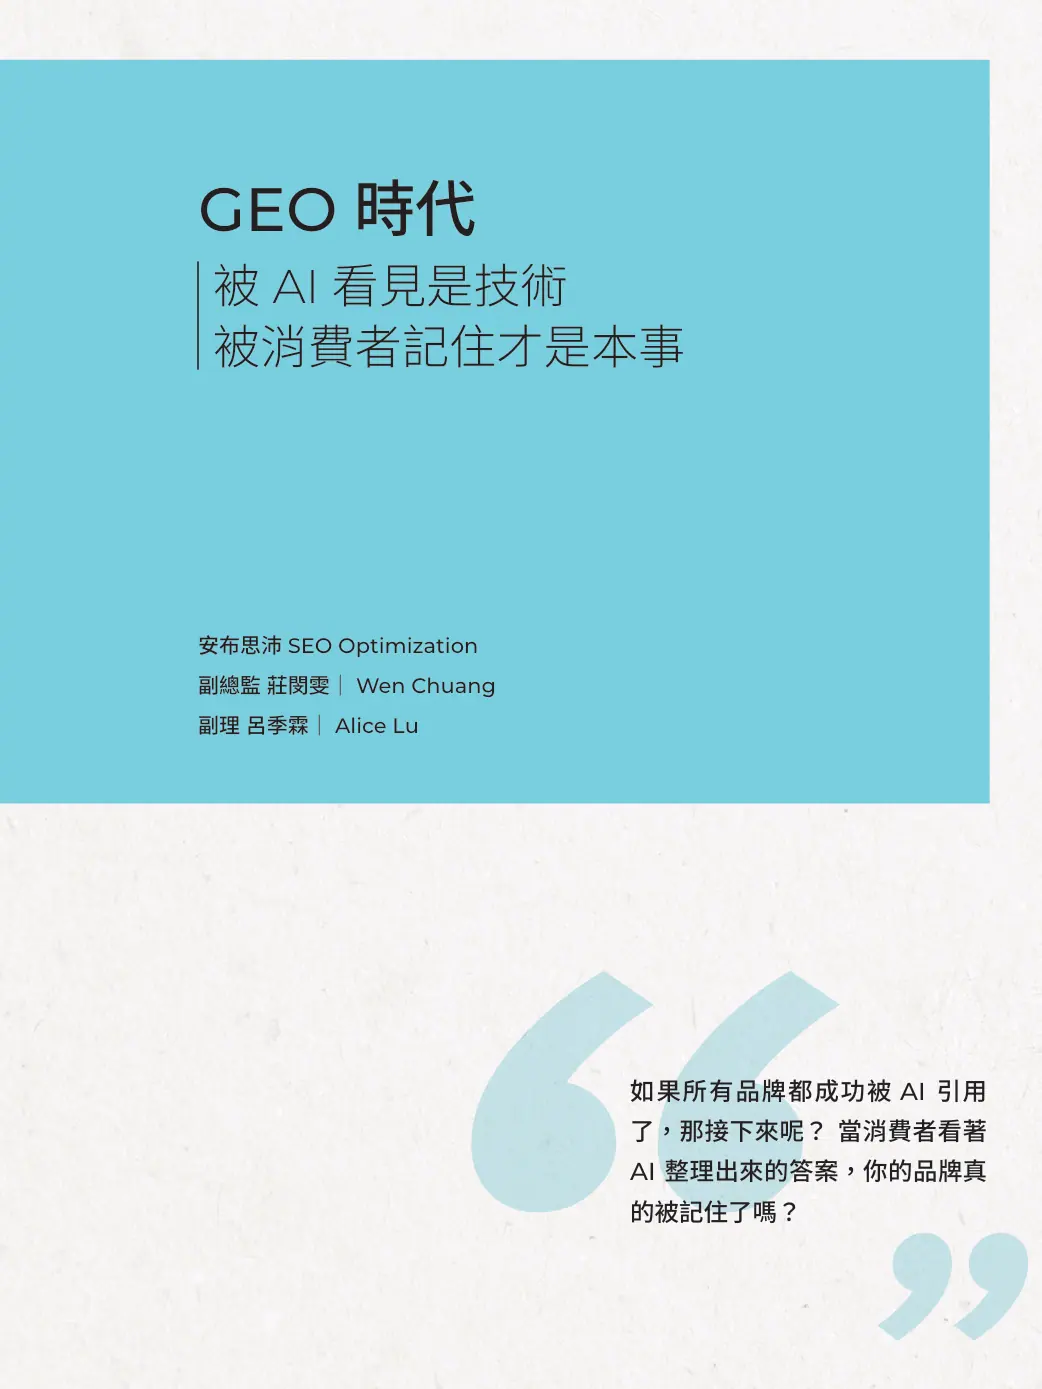 GEO 時代
被 AI 看見是技術
被消費者記住才是本事
安布思沛 SEO Optimization
副總監 莊閔雯｜ Wen Chuang
副理 呂季霖｜ Alice Lu
如果所有品牌都成功被 AI 引用
了，那接下來呢？ 當消費者看著
AI 整理出來的答案，你的品牌真
的被記住了嗎？